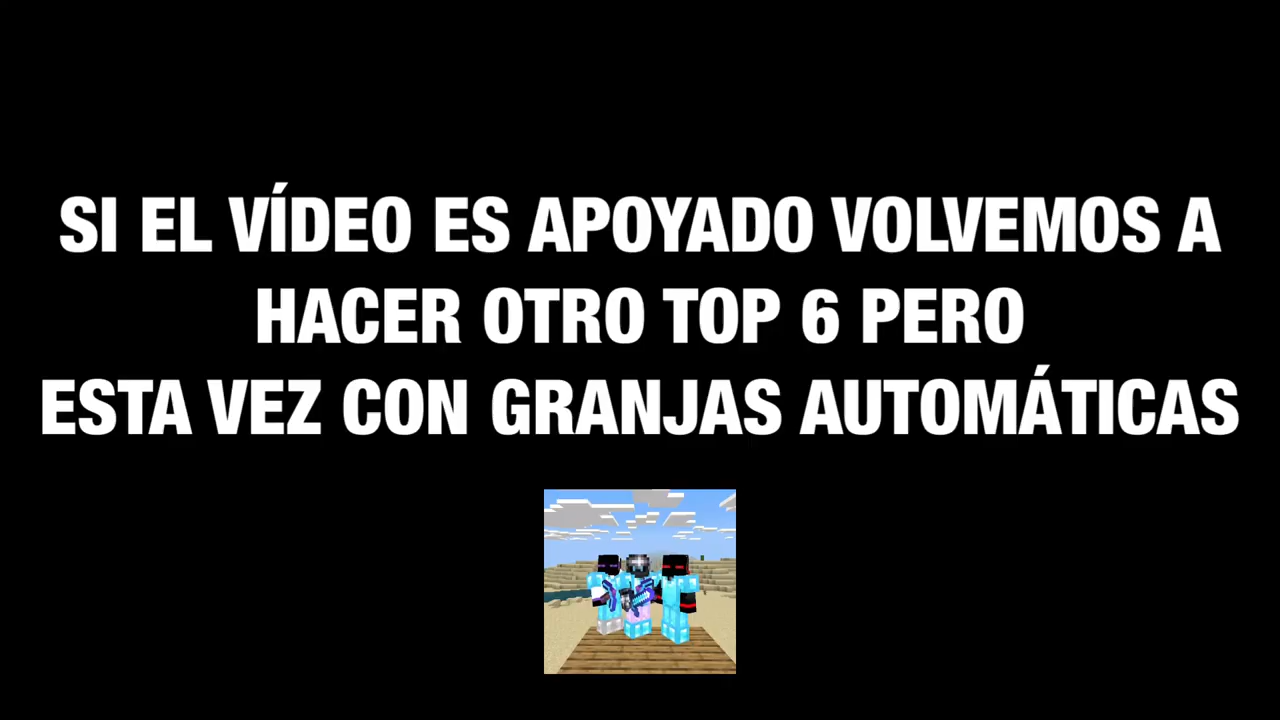 SI EL VÍDEO ES APOYADO VOLVEMOS A
HACER OTRO TOP 6 PERO
ESTA VEZ CON GRANJAS AUTOMÁTICAS